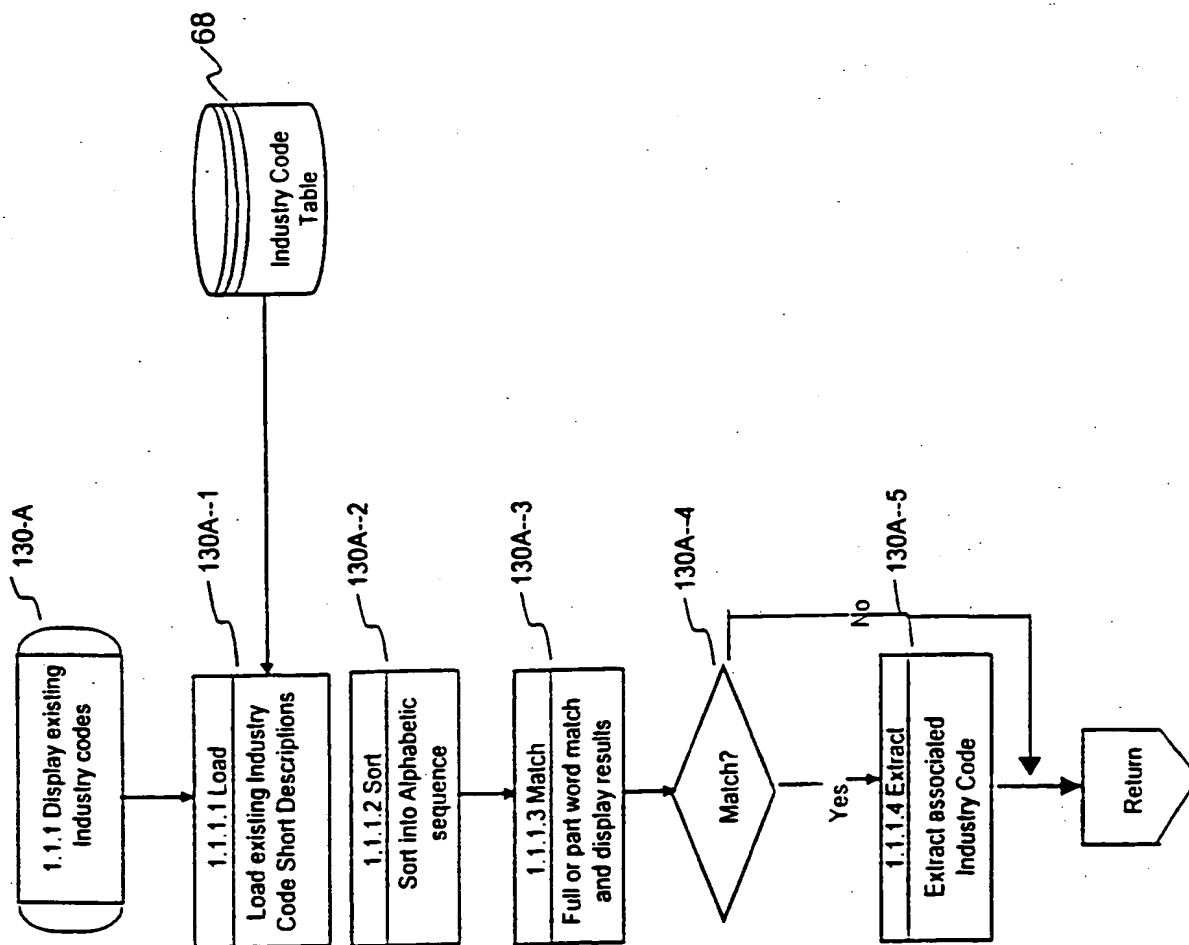 130-A
1.1.1 Display existing
Industry codes
68
Industry Code
Table
130A--1
1.1.1.1 Load
Load existing Industry
Code Short Descriptions
130A--2
1.1.1.2 Sort
Sort into Alphabetic
sequence
130A--3
1.1.1.3 Match
Full or part word match
and display results
130A--4
Match?
No
Yes
130A--5
1.1.1.4 Extract
Extract associated
Industry Code
Return